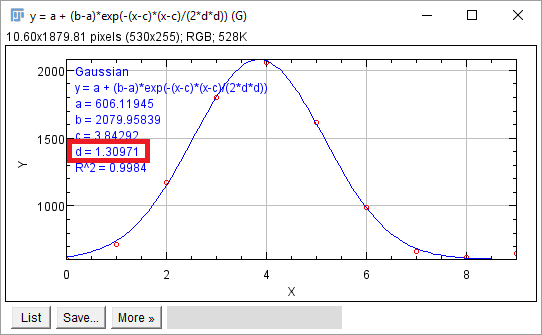 y = a + (b-a)*exp(-(x-c)*(x-c)/(2*d*d)) (G)
10.60x1879.81 pixels (530x255); RGB; 528K
2000
1500
1000
Y
Gaussian
y = a + (b-a)*exp(-(x-c)*(x-c)/(2*d*d))
a = 606.11945
b = 2079.95839
c = 3.84292
d = 1.30971
R^2 = 0.9984
0 2 4 6 8
X
List Save... More »